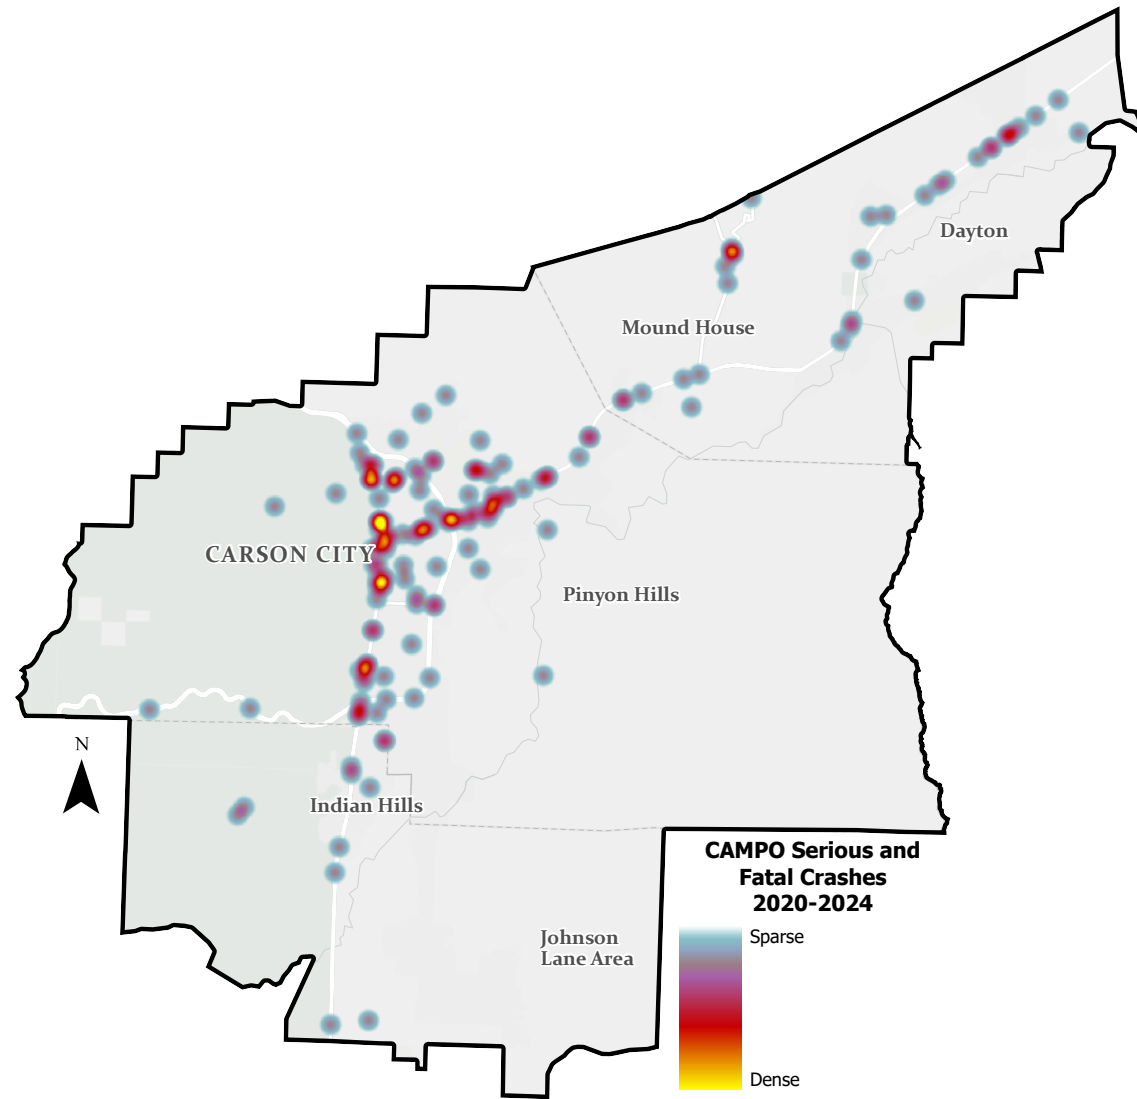 Dayton
Mound House
CARSON CITY
Pinyon Hills
N
Indian Hills
CAMPO Serious and
Fatal Crashes
2020-2024
Sparse
Dense
Johnson
Lane Area